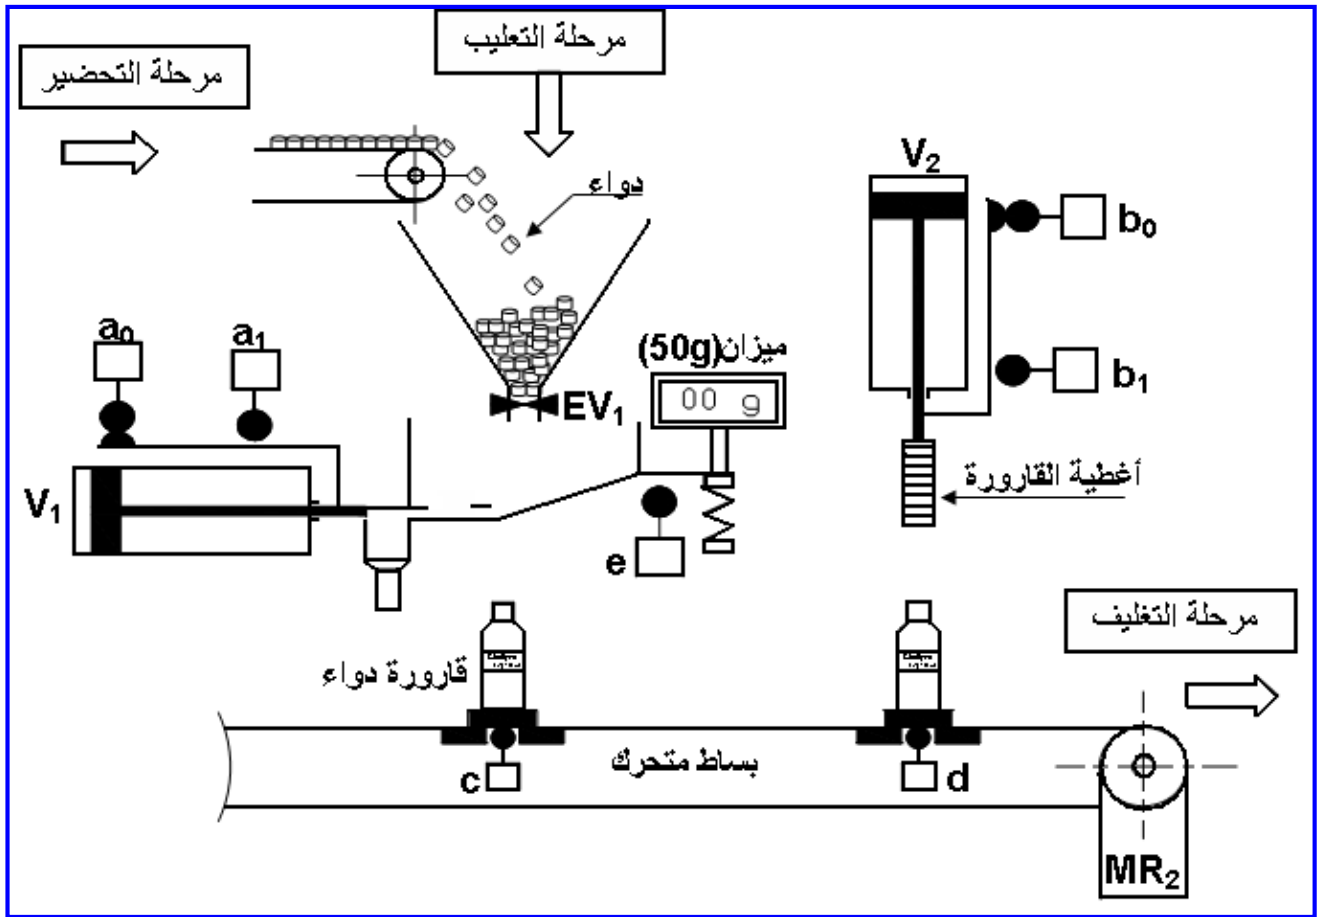 مرحلة التحضير
مرحلة التعليب
دواء
V₂
b₀
b₁
a₀
a₁
ميزان(50g)
00 g
EV₁
V₁
e
أغطية القارورة
مرحلة التغليف
قارورة دواء
c
بساط متحرك
d
MR₂